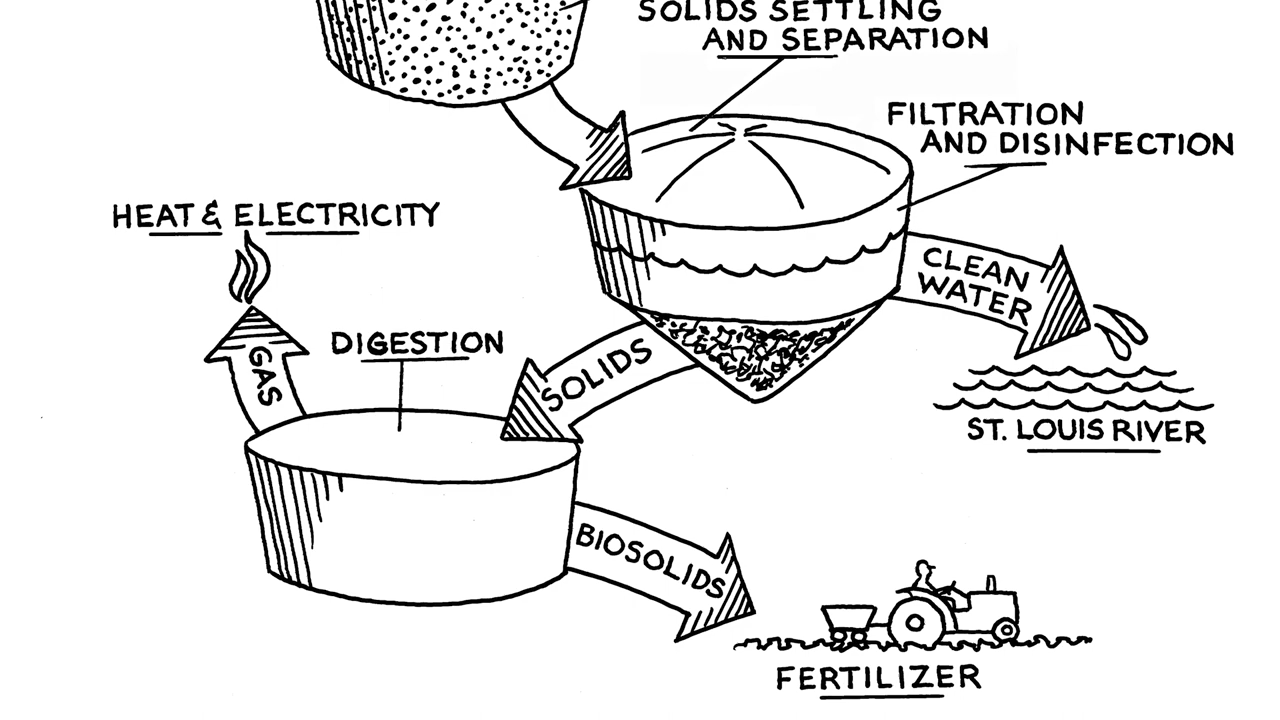 SOLIDS SETTLING
AND SEPARATION
FILTRATION
AND DISINFECTION
HEAT & ELECTRICITY
CLEAN
WATER
DIGESTION
GAS
SOLIDS
ST. LOUIS RIVER
BIOSOLIDS
FERTILIZER